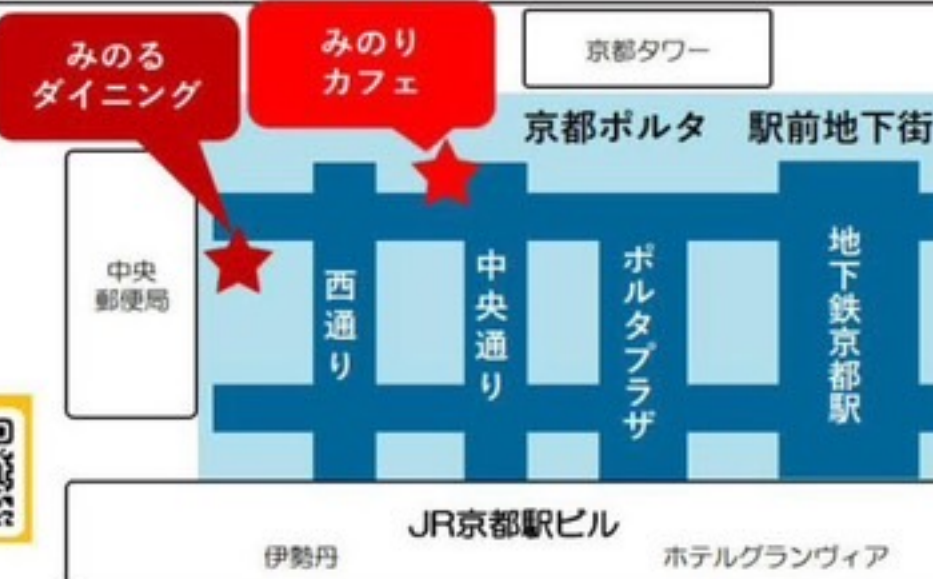 みのる
ダイニング
みのり
カフェ
京都タワー
京都ポルタ 駅前地下街
中央
郵便局
西通り
中央通り
ポルタプラザ
地下鉄京都駅
JR京都駅ビル
伊勢丹
ホテルグランヴィア